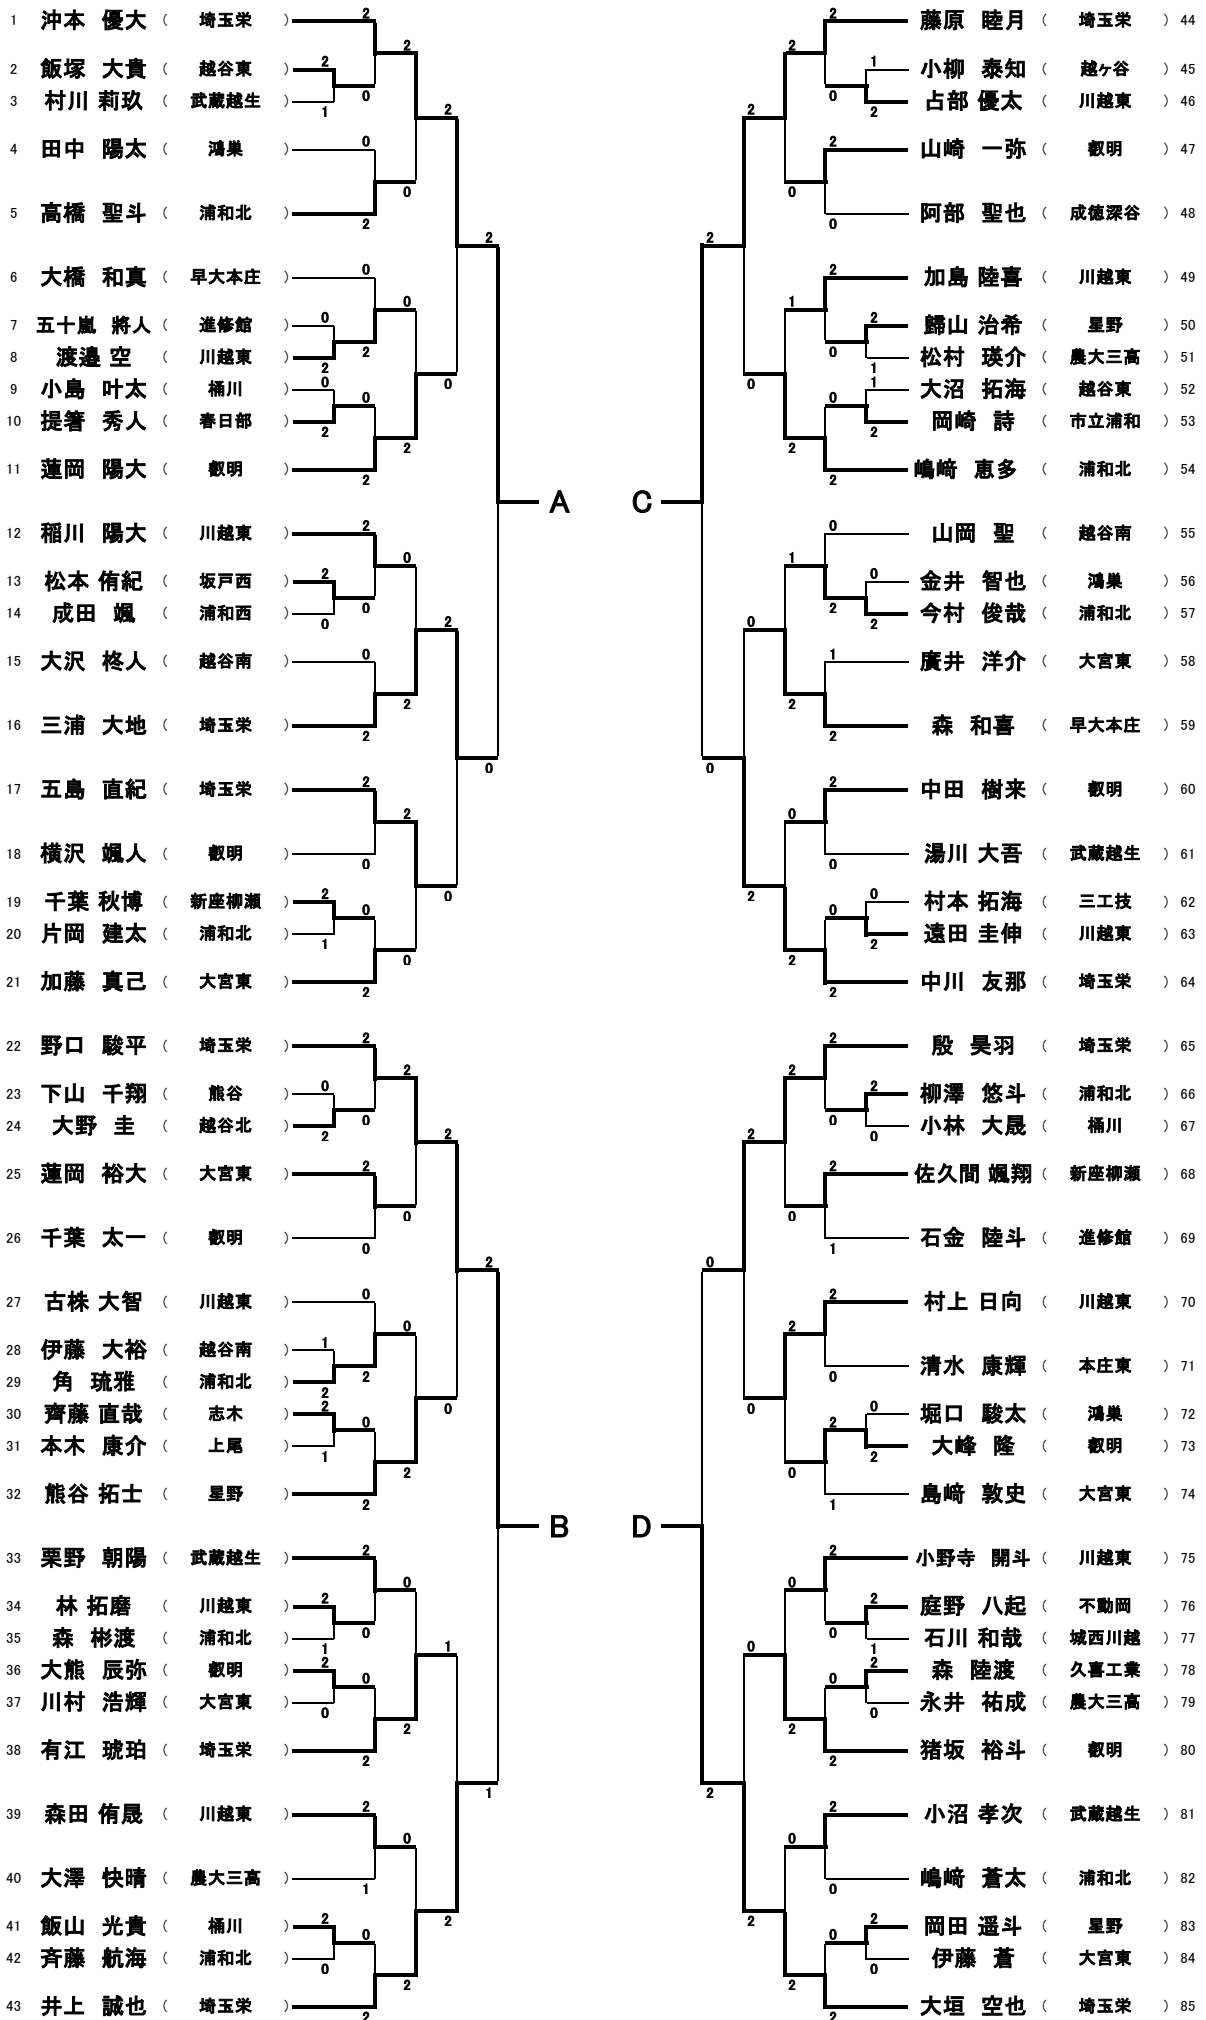 1 沖本 優大 （ 埼玉栄 ）
2 飯塚 大貴 （ 越谷東 ）
3 村川 莉玖 （ 武蔵越生 ）
4 田中 陽太 （ 鴻巣 ）
5 高橋 聖斗 （ 浦和北 ）
6 大橋 和真 （ 早大本庄 ）
7 五十嵐 將人 （ 進修館 ）
8 渡邉 空 （ 川越東 ）
9 小島 叶太 （ 桶川 ）
10 提箸 秀人 （ 春日部 ）
11 蓮岡 陽大 （ 叡明 ）
12 稲川 陽大 （ 川越東 ）
13 松本 侑紀 （ 坂戸西 ）
14 成田 颯 （ 浦和西 ）
15 大沢 柊人 （ 越谷南 ）
16 三浦 大地 （ 埼玉栄 ）
17 五島 直紀 （ 埼玉栄 ）
18 横沢 颯人 （ 叡明 ）
19 千葉 秋博 （ 新座柳瀬 ）
20 片岡 建太 （ 浦和北 ）
21 加藤 真己 （ 大宮東 ）
22 野口 駿平 （ 埼玉栄 ）
23 下山 千翔 （ 熊谷 ）
24 大野 圭 （ 越谷北 ）
25 蓮岡 裕大 （ 大宮東 ）
26 千葉 太一 （ 叡明 ）
27 古株 大智 （ 川越東 ）
28 伊藤 大裕 （ 越谷南 ）
29 角 琉雅 （ 浦和北 ）
30 齊藤 直哉 （ 志木 ）
31 本木 康介 （ 上尾 ）
32 熊谷 拓士 （ 星野 ）
33 栗野 朝陽 （ 武蔵越生 ）
34 林 拓磨 （ 川越東 ）
35 森 彬渡 （ 浦和北 ）
36 大熊 辰弥 （ 叡明 ）
37 川村 浩輝 （ 大宮東 ）
38 有江 琥珀 （ 埼玉栄 ）
39 森田 侑晟 （ 川越東 ）
40 大澤 快晴 （ 農大三高 ）
41 飯山 光貴 （ 桶川 ）
42 斉藤 航海 （ 浦和北 ）
43 井上 誠也 （ 埼玉栄 ）
A
B
C
D
藤原 睦月 （ 埼玉栄 ） 44
小柳 泰知 （ 越ヶ谷 ） 45
占部 優太 （ 川越東 ） 46
山崎 一弥 （ 叡明 ） 47
阿部 聖也 （ 成徳深谷 ） 48
加島 陸喜 （ 川越東 ） 49
歸山 治希 （ 星野 ） 50
松村 瑛介 （ 農大三高 ） 51
大沼 拓海 （ 越谷東 ） 52
岡崎 詩 （ 市立浦和 ） 53
嶋﨑 恵多 （ 浦和北 ） 54
山岡 聖 （ 越谷南 ） 55
金井 智也 （ 鴻巣 ） 56
今村 俊哉 （ 浦和北 ） 57
廣井 洋介 （ 大宮東 ） 58
森 和喜 （ 早大本庄 ） 59
中田 樹来 （ 叡明 ） 60
湯川 大吾 （ 武蔵越生 ） 61
村本 拓海 （ 三工技 ） 62
遠田 圭伸 （ 川越東 ） 63
中川 友那 （ 埼玉栄 ） 64
殷 昊羽 （ 埼玉栄 ） 65
柳澤 悠斗 （ 浦和北 ） 66
小林 大晟 （ 桶川 ） 67
佐久間 颯翔 （ 新座柳瀬 ） 68
石金 陸斗 （ 進修館 ） 69
村上 日向 （ 川越東 ） 70
清水 康輝 （ 本庄東 ） 71
堀口 駿太 （ 鴻巣 ） 72
大峰 隆 （ 叡明 ） 73
島﨑 敦史 （ 大宮東 ） 74
小野寺 開斗 （ 川越東 ） 75
庭野 八起 （ 不動岡 ） 76
石川 和哉 （ 城西川越 ） 77
森 陸渡 （ 久喜工業 ） 78
永井 祐成 （ 農大三高 ） 79
猪坂 裕斗 （ 叡明 ） 80
小沼 孝次 （ 武蔵越生 ） 81
嶋﨑 蒼太 （ 浦和北 ） 82
岡田 遥斗 （ 星野 ） 83
伊藤 蒼 （ 大宮東 ） 84
大垣 空也 （ 埼玉栄 ） 85